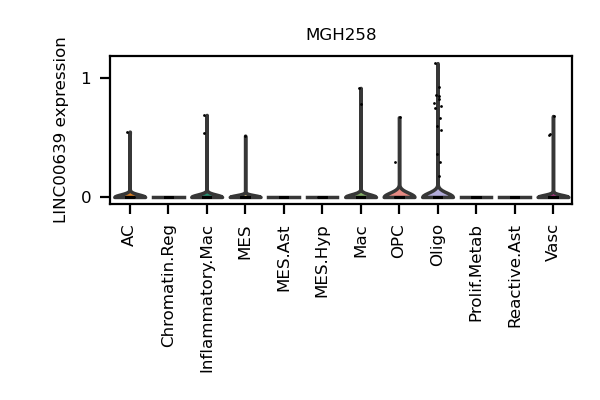 MGH258
LINC00639 expression
1
0
AC
Chromatin.Reg
Inflammatory.Mac
MES
MES.Ast
MES.Hyp
Mac
OPC
Oligo
Prolif.Metab
Reactive.Ast
Vasc